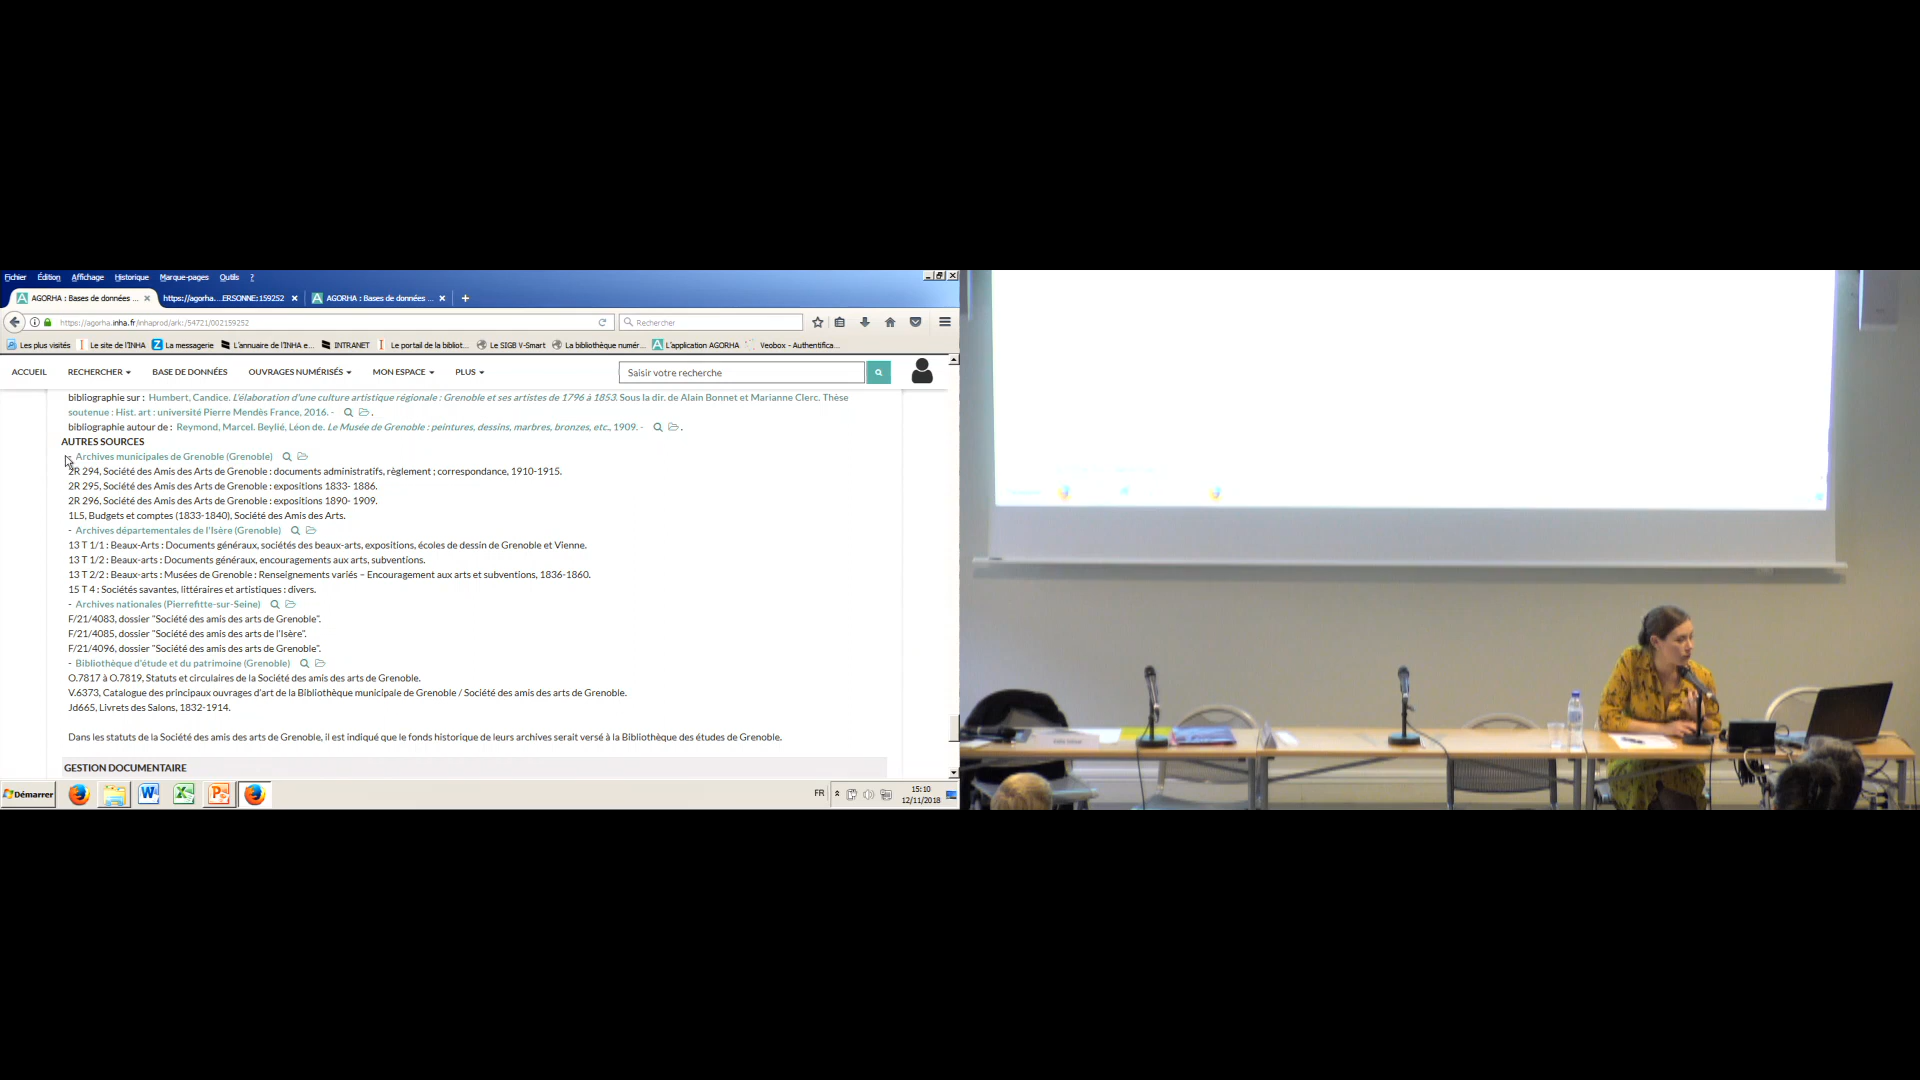 Fichier Édition Affichage Historique Marque-pages Outils ?
AGORHA : Bases de données ... https://agorha....ERSONNE:159252 AGORHA : Bases de données ...
https://agorha.inha.fr/inhaprod/ark:/54721/002159252 Rechercher
Les plus visités Le site de l'INHA La messagerie L'annuaire de l'INHA e... INTRANET Le portail de la bibliot... Le SIGB V-Smart La bibliothèque numér... L'application AGORHA Veobox - Authentifica...
ACCUEIL RECHERCHER BASE DE DONNÉES OUVRAGES NUMÉRISÉS MON ESPACE PLUS Saisir votre recherche
bibliographie sur : Humbert, Candice. L'élaboration d'une culture artistique régionale : Grenoble et ses artistes de 1796 à 1853. Sous la dir. de Alain Bonnet et Marianne Clerc. Thèse
soutenue : Hist. art : université Pierre Mendès France, 2016. - .
bibliographie autour de : Reymond, Marcel. Beylié, Léon de. Le Musée de Grenoble : peintures, dessins, marbres, bronzes, etc., 1909. - .
AUTRES SOURCES
- Archives municipales de Grenoble (Grenoble)
2R 294, Société des Amis des Arts de Grenoble : documents administratifs, règlement ; correspondance, 1910-1915.
2R 295, Société des Amis des Arts de Grenoble : expositions 1833- 1886.
2R 296, Société des Amis des Arts de Grenoble : expositions 1890- 1909.
1L5, Budgets et comptes (1833-1840), Société des Amis des Arts.
- Archives départementales de l'Isère (Grenoble)
13 T 1/1 : Beaux-Arts : Documents généraux, sociétés des beaux-arts, expositions, écoles de dessin de Grenoble et Vienne.
13 T 1/2 : Beaux-arts : Documents généraux, encouragements aux arts, subventions.
13 T 2/2 : Beaux-arts : Musées de Grenoble : Renseignements variés – Encouragement aux arts et subventions, 1836-1860.
15 T 4 : Sociétés savantes, littéraires et artistiques : divers.
- Archives nationales (Pierrefitte-sur-Seine)
F/21/4083, dossier "Société des amis des arts de Grenoble".
F/21/4085, dossier "Société des amis des arts de l'Isère".
F/21/4096, dossier "Société des amis des arts de Grenoble".
- Bibliothèque d'étude et du patrimoine (Grenoble)
O.7817 à O.7819, Statuts et circulaires de la Société des amis des arts de Grenoble.
V.6373, Catalogue des principaux ouvrages d'art de la Bibliothèque municipale de Grenoble / Société des amis des arts de Grenoble.
Jd665, Livrets des Salons, 1832-1914.
Dans les statuts de la Société des amis des arts de Grenoble, il est indiqué que le fonds historique de leurs archives serait versé à la Bibliothèque des études de Grenoble.
GESTION DOCUMENTAIRE
Démarrer FR 15:10
12/11/2018